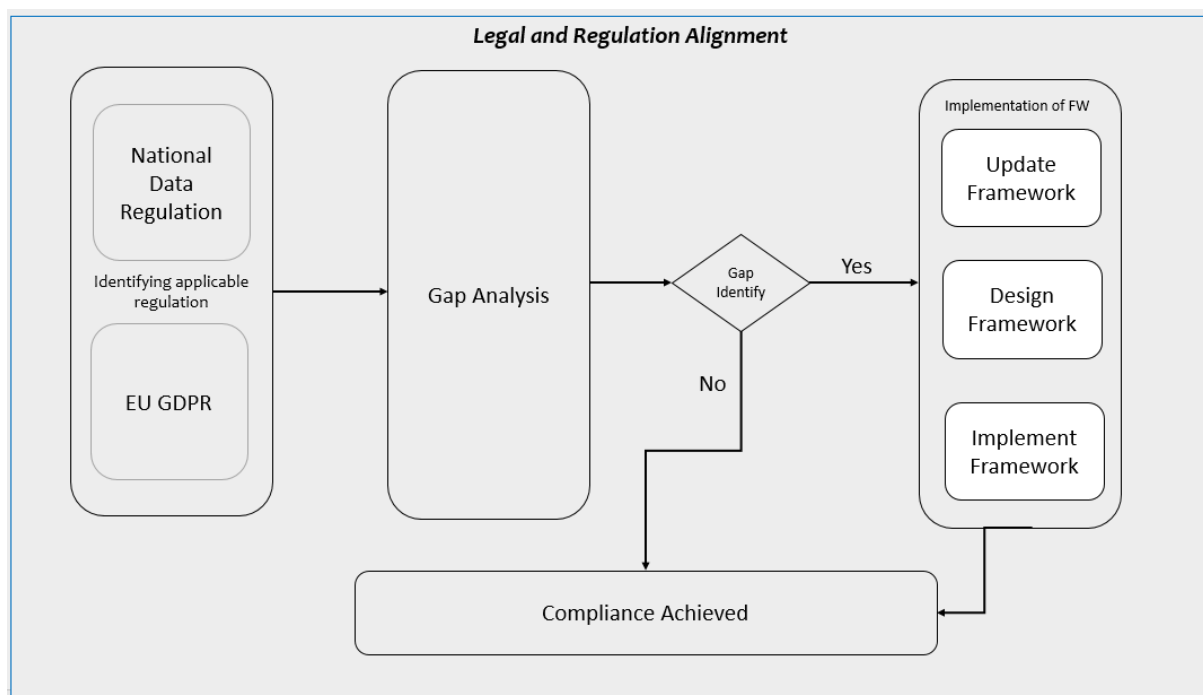 Legal and Regulation Alignment
National
Data
Regulation
Identifying applicable
regulation
EU GDPR
Gap Analysis
Gap
Identify
Yes
No
Implementation of FW
Update
Framework
Design
Framework
Implement
Framework
Compliance Achieved